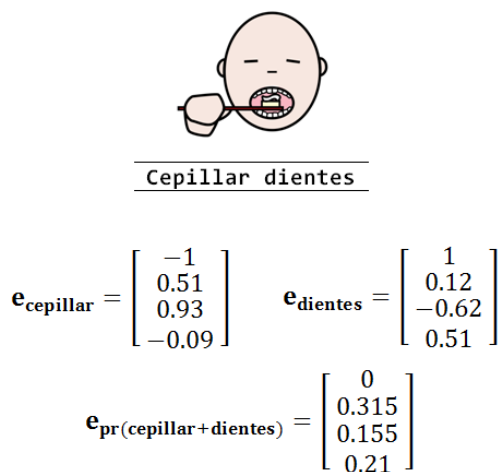 Cepillar dientes
e_cepillar = [ −1 0.51 0.93 −0.09 ] e_dientes = [ 1 0.12 −0.62 0.51 ]
e_pr(cepillar+dientes) = [ 0 0.315 0.155 0.21 ]